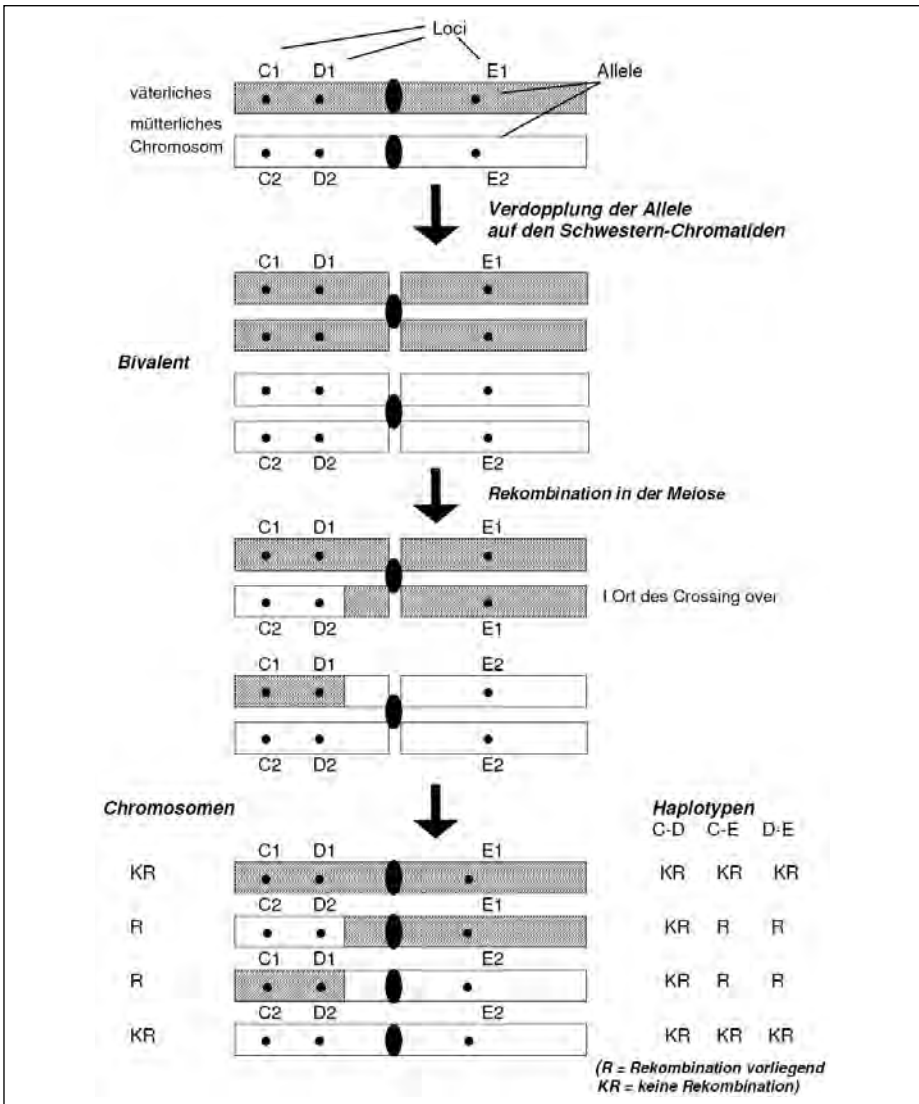 Loci
C1 D1 E1 Allele
väterliches
mütterliches
Chromosom
C2 D2 E2
Verdopplung der Allele
auf den Schwestern-Chromatiden
C1 D1 E1
Bivalent
C2 D2 E2
Rekombination in der Meiose
C1 D1 E1
I Ort des Crossing over
C2 D2 E1
C1 D1 E2
C2 D2 E2
Chromosomen Haplotypen
C-D C-E D-E
C1 D1 E1
KR KR KR KR
C2 D2 E1
R KR R R
C1 D1 E2
R KR R R
C2 D2 E2
KR KR KR KR
(R = Rekombination vorliegend
KR = keine Rekombination)